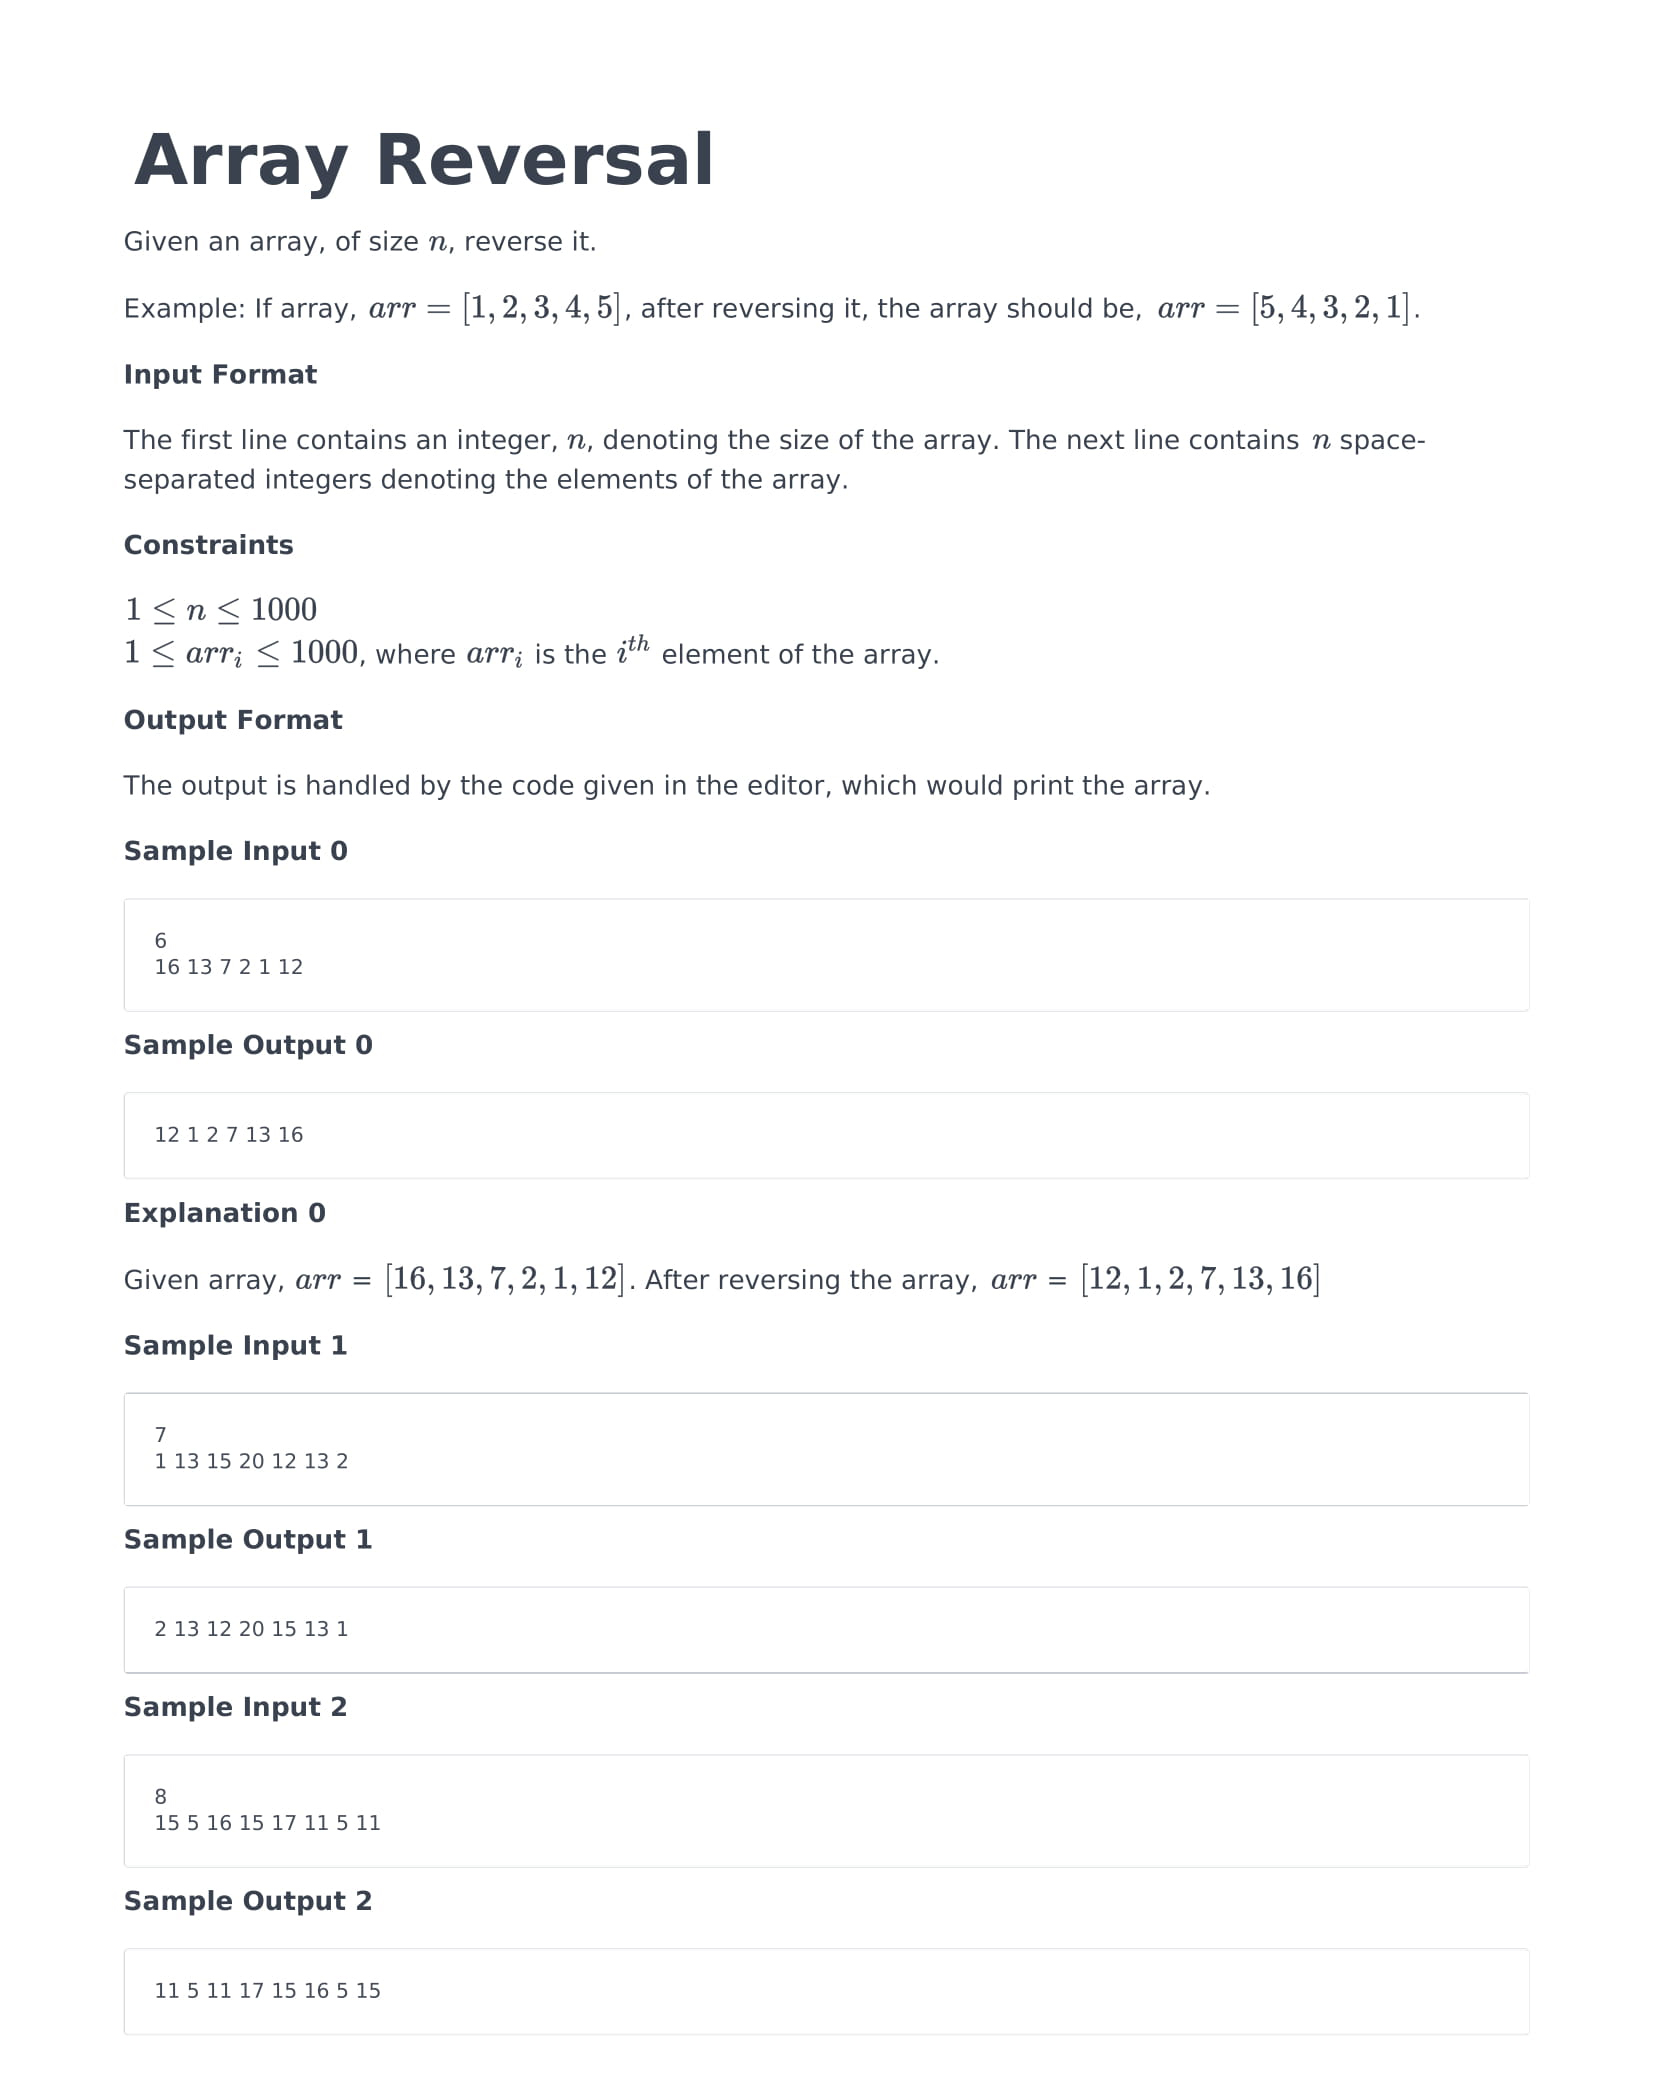 Array Reversal
Given an array, of size n, reverse it.
Example: If array, arr = [1, 2, 3, 4, 5], after reversing it, the array should be, arr = [5, 4, 3, 2, 1].
Input Format
The first line contains an integer, n, denoting the size of the array. The next line contains n space-
separated integers denoting the elements of the array.
Constraints
1 ≤ n ≤ 1000
1 ≤ arrᵢ ≤ 1000, where arrᵢ is the iᵗʰ element of the array.
Output Format
The output is handled by the code given in the editor, which would print the array.
Sample Input 0
6
16 13 7 2 1 12
Sample Output 0
12 1 2 7 13 16
Explanation 0
Given array, arr = [16, 13, 7, 2, 1, 12]. After reversing the array, arr = [12, 1, 2, 7, 13, 16]
Sample Input 1
7
1 13 15 20 12 13 2
Sample Output 1
2 13 12 20 15 13 1
Sample Input 2
8
15 5 16 15 17 11 5 11
Sample Output 2
11 5 11 17 15 16 5 15